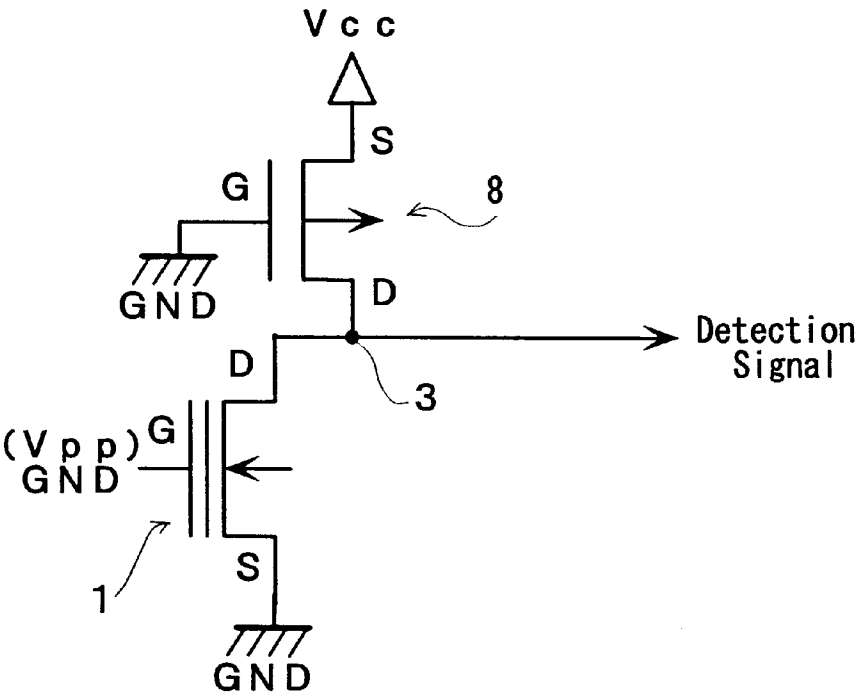 Vcc
S
G
8
GND
D
Detection
Signal
D
3
(Vpp) G
GND
S
1
GND